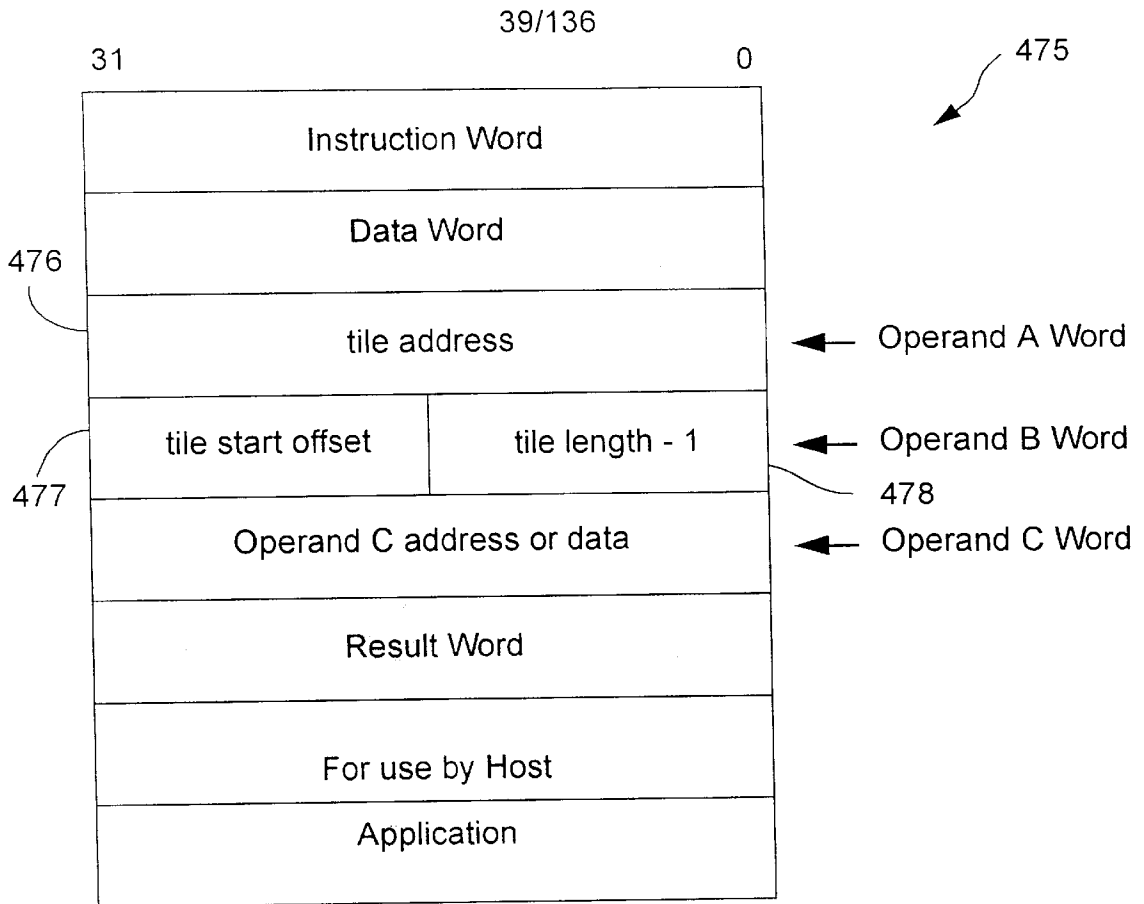 39/136
31 0
475
Instruction Word
Data Word
476
tile address
Operand A Word
tile start offset tile length - 1
Operand B Word
477
478
Operand C address or data
Operand C Word
Result Word
For use by Host
Application